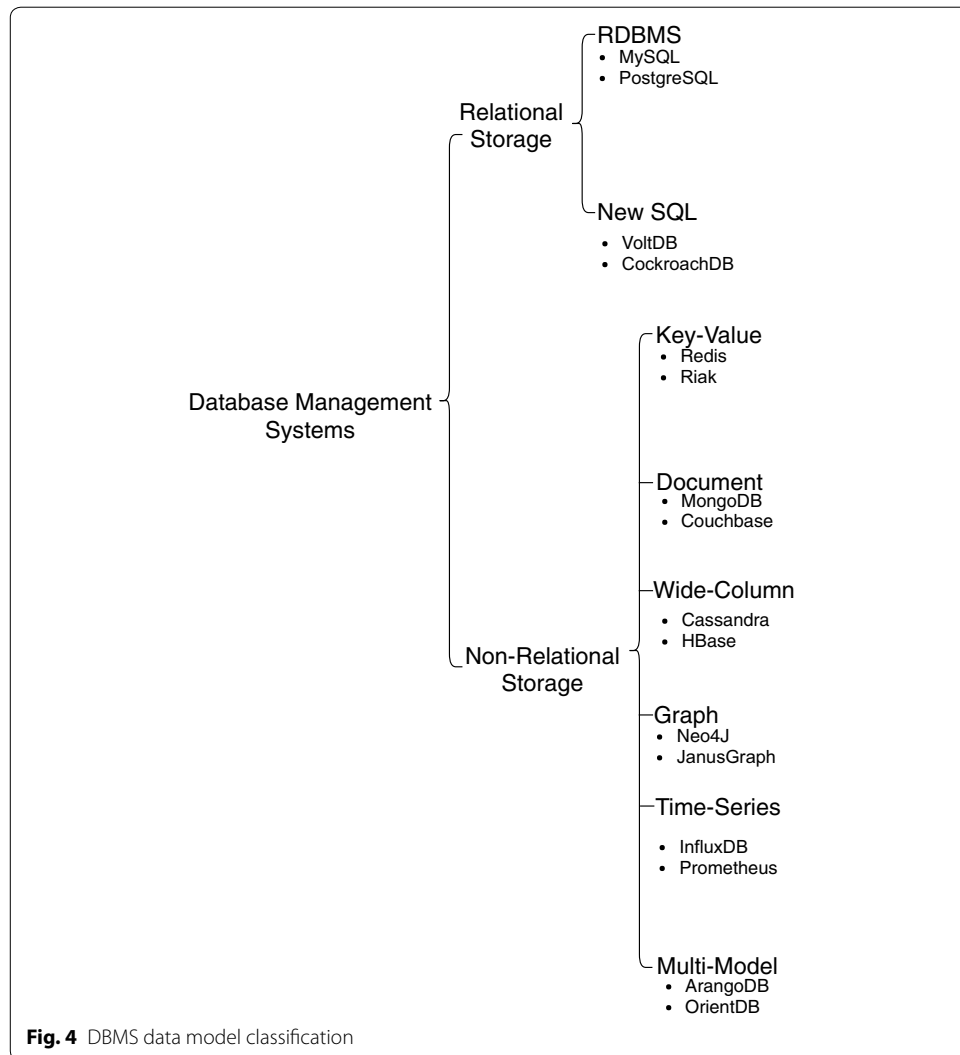 RDBMS
• MySQL
• PostgreSQL
Relational
Storage
New SQL
• VoltDB
• CockroachDB
Database Management
Systems
Key-Value
• Redis
• Riak
Document
• MongoDB
• Couchbase
Wide-Column
• Cassandra
• HBase
Non-Relational
Storage
Graph
• Neo4J
• JanusGraph
Time-Series
• InfluxDB
• Prometheus
Multi-Model
• ArangoDB
• OrientDB
Fig. 4 DBMS data model classification